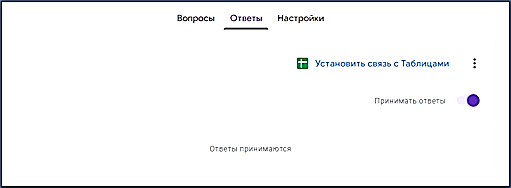 Вопросы Ответы Настройки
Установить связь с Таблицами
Принимать ответы
Ответы принимаются